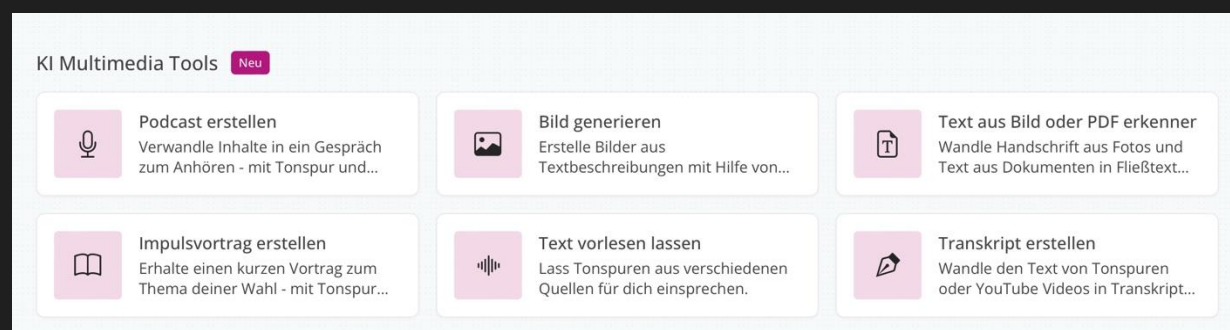 KI Multimedia Tools Neu
Podcast erstellen
Verwandle Inhalte in ein Gespräch
zum Anhören - mit Tonspur und...
Bild generieren
Erstelle Bilder aus
Textbeschreibungen mit Hilfe von...
Text aus Bild oder PDF erkenner
Wandle Handschrift aus Fotos und
Text aus Dokumenten in Fließtext...
Impulsvortrag erstellen
Erhalte einen kurzen Vortrag zum
Thema deiner Wahl - mit Tonspur...
Text vorlesen lassen
Lass Tonspuren aus verschiedenen
Quellen für dich einsprechen.
Transkript erstellen
Wandle den Text von Tonspuren
oder YouTube Videos in Transkript...